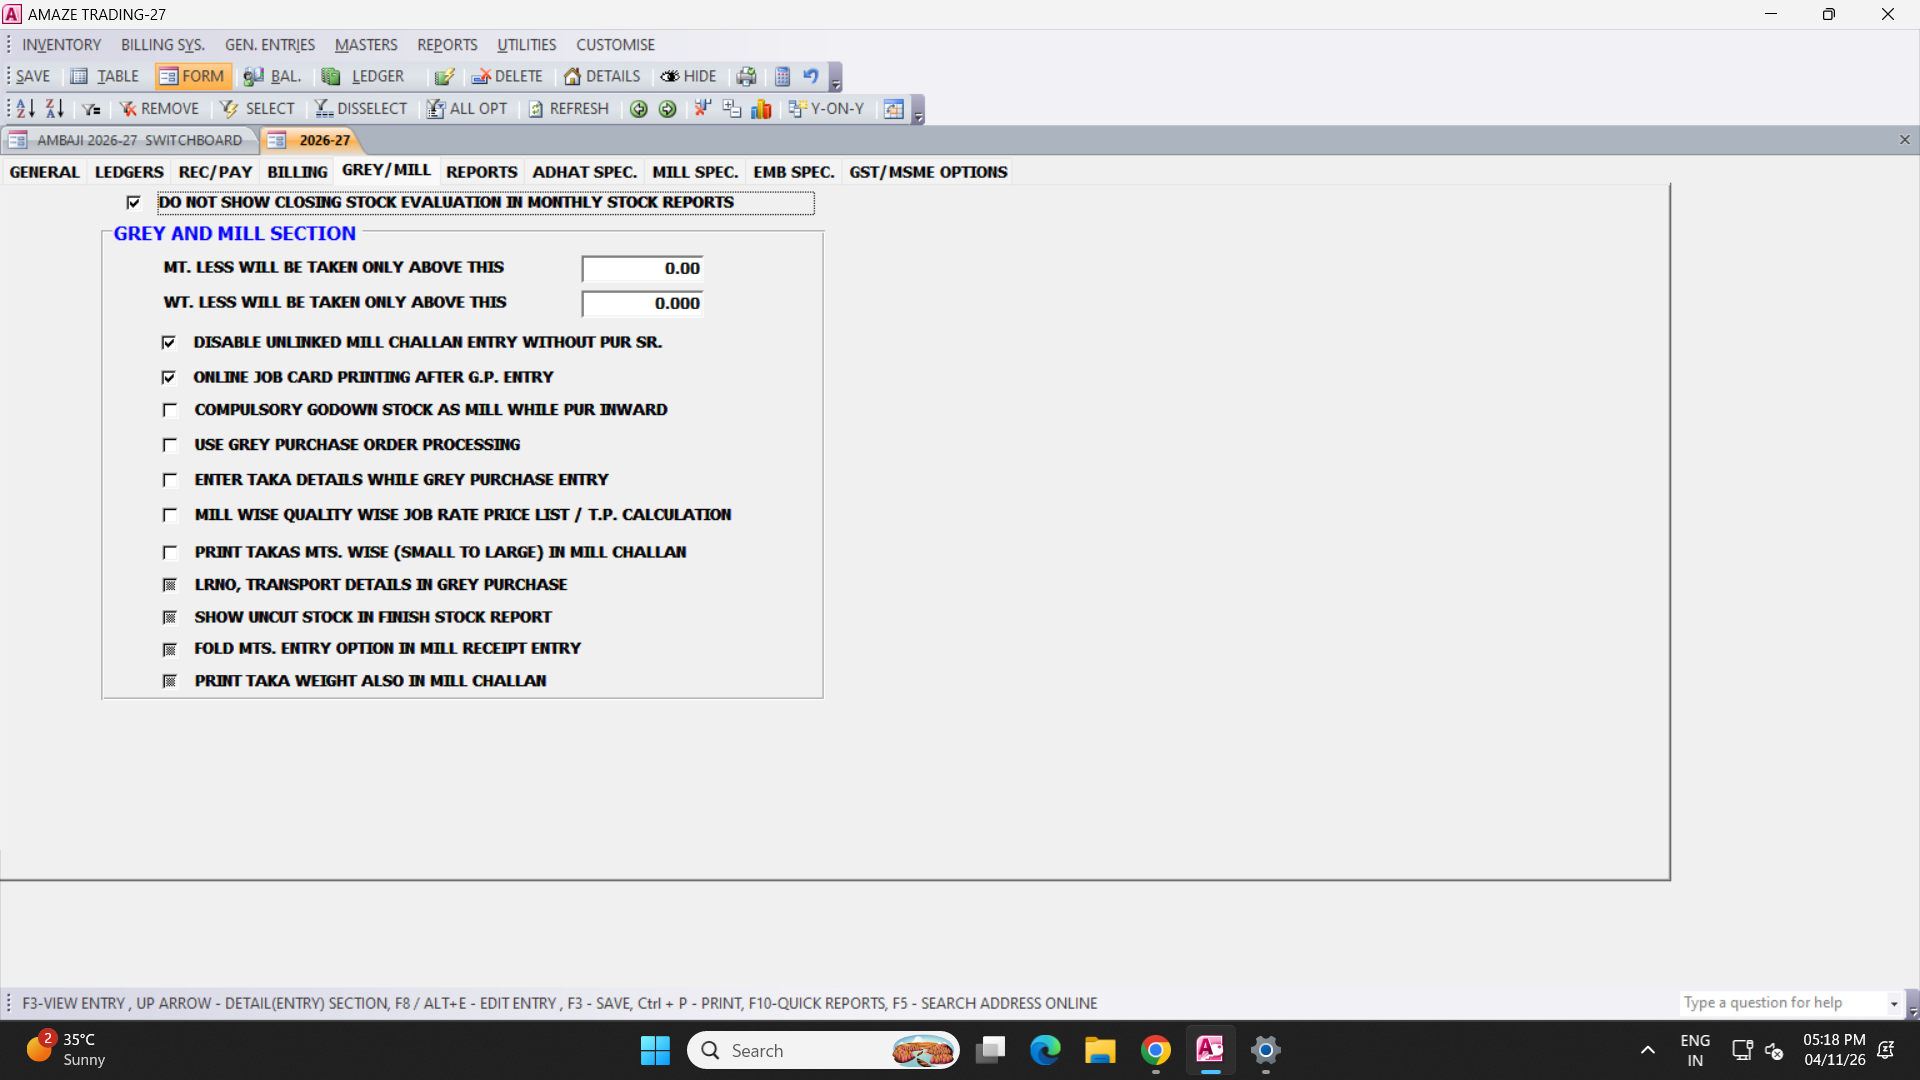 AMAZE TRADING-27
INVENTORY BILLING SYS. GEN. ENTRIES MASTERS REPORTS UTILITIES CUSTOMISE
SAVE TABLE FORM BAL. LEDGER DELETE DETAILS HIDE
REMOVE SELECT DISSELECT ALL OPT REFRESH Y-ON-Y
AMBAJI 2026-27 SWITCHBOARD 2026-27
GENERAL LEDGERS REC/PAY BILLING GREY/MILL REPORTS ADHAT SPEC. MILL SPEC. EMB SPEC. GST/MSME OPTIONS
DO NOT SHOW CLOSING STOCK EVALUATION IN MONTHLY STOCK REPORTS
GREY AND MILL SECTION
MT. LESS WILL BE TAKEN ONLY ABOVE THIS 0.00
WT. LESS WILL BE TAKEN ONLY ABOVE THIS 0.000
DISABLE UNLINKED MILL CHALLAN ENTRY WITHOUT PUR SR.
ONLINE JOB CARD PRINTING AFTER G.P. ENTRY
COMPULSORY GODOWN STOCK AS MILL WHILE PUR INWARD
USE GREY PURCHASE ORDER PROCESSING
ENTER TAKA DETAILS WHILE GREY PURCHASE ENTRY
MILL WISE QUALITY WISE JOB RATE PRICE LIST / T.P. CALCULATION
PRINT TAKAS MTS. WISE (SMALL TO LARGE) IN MILL CHALLAN
LRNO, TRANSPORT DETAILS IN GREY PURCHASE
SHOW UNCUT STOCK IN FINISH STOCK REPORT
FOLD MTS. ENTRY OPTION IN MILL RECEIPT ENTRY
PRINT TAKA WEIGHT ALSO IN MILL CHALLAN
F3-VIEW ENTRY , UP ARROW - DETAIL(ENTRY) SECTION, F8 / ALT+E - EDIT ENTRY , F3 - SAVE, Ctrl + P - PRINT, F10-QUICK REPORTS, F5 - SEARCH ADDRESS ONLINE
Type a question for help
2
35°C
Sunny
Search
ENG
IN
05:18 PM
04/11/26